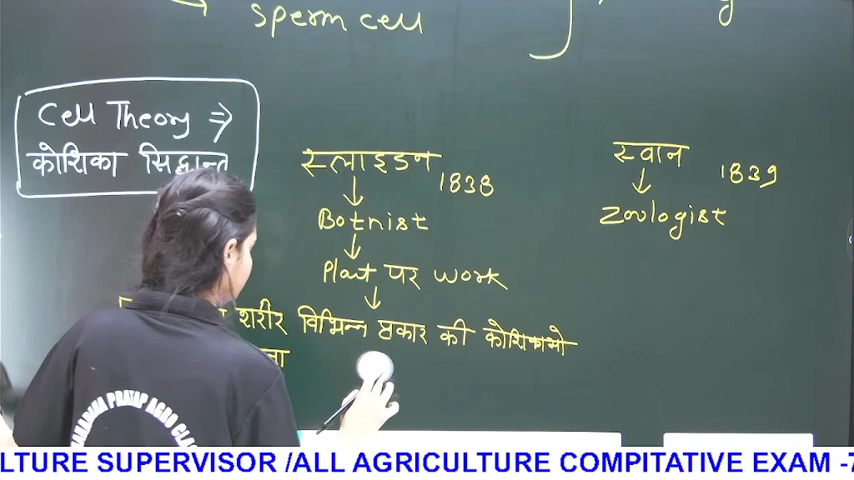 sperm cell
Cell Theory ⇒
कोशिका सिद्धान्त
स्लाइडन 1838
स्वान 1839
↓
↓
Botnist
Zoologist
↓
Plant पर work
↓
शरीर विभिन्न प्रकार की कोशिकाओ
LTURE SUPERVISOR /ALL AGRICULTURE COMPITATIVE EXAM -7